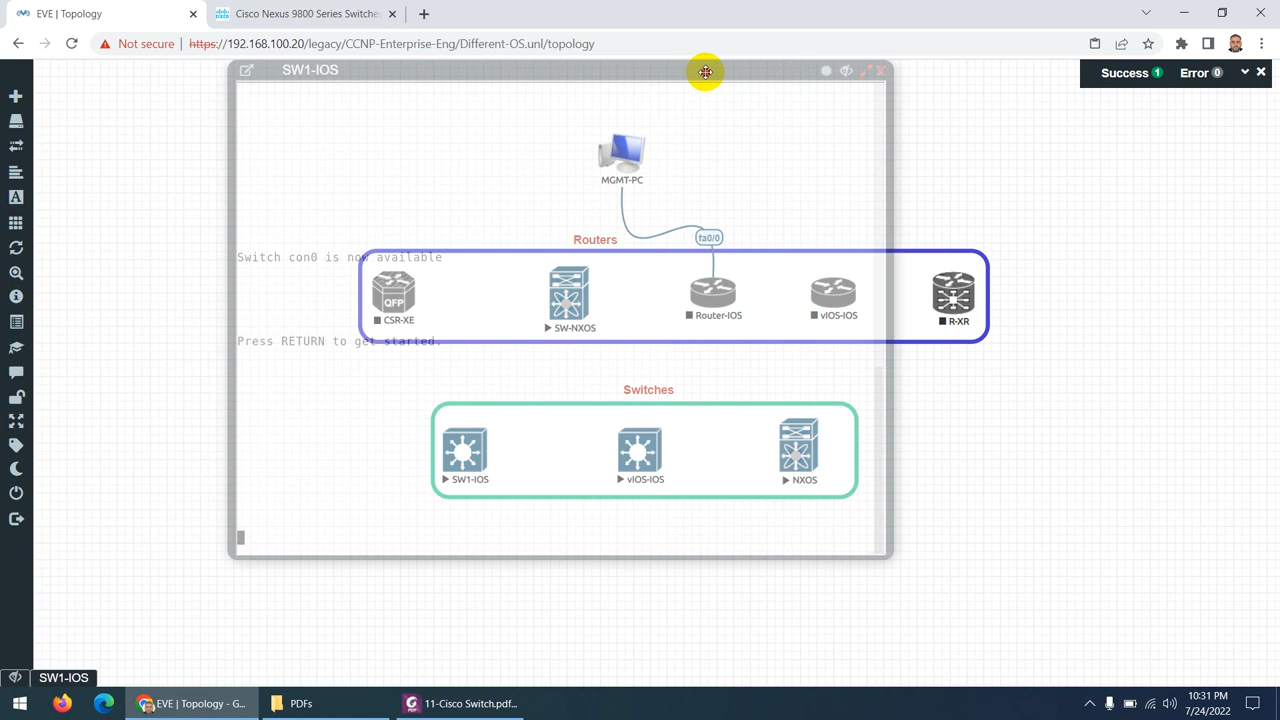 EVE | Topology
Cisco Nexus 9800 Series Switches
Not secure | https://192.168.100.20/legacy/CCNP-Enterprise-Eng/Different-OS.unl/topology
SW1-IOS
Success 1 Error 0
MGMT-PC
Routers
fa0/0
Switch con0 is now available
QFP
CSR-XE
SW-NXOS
Router-IOS
vIOS-IOS
R-XR
Press RETURN to get started.
Switches
SW1-IOS
vIOS-IOS
NXOS
SW1-IOS
EVE | Topology - G...
PDFs
11-Cisco Switch.pdf...
10:31 PM
7/24/2022